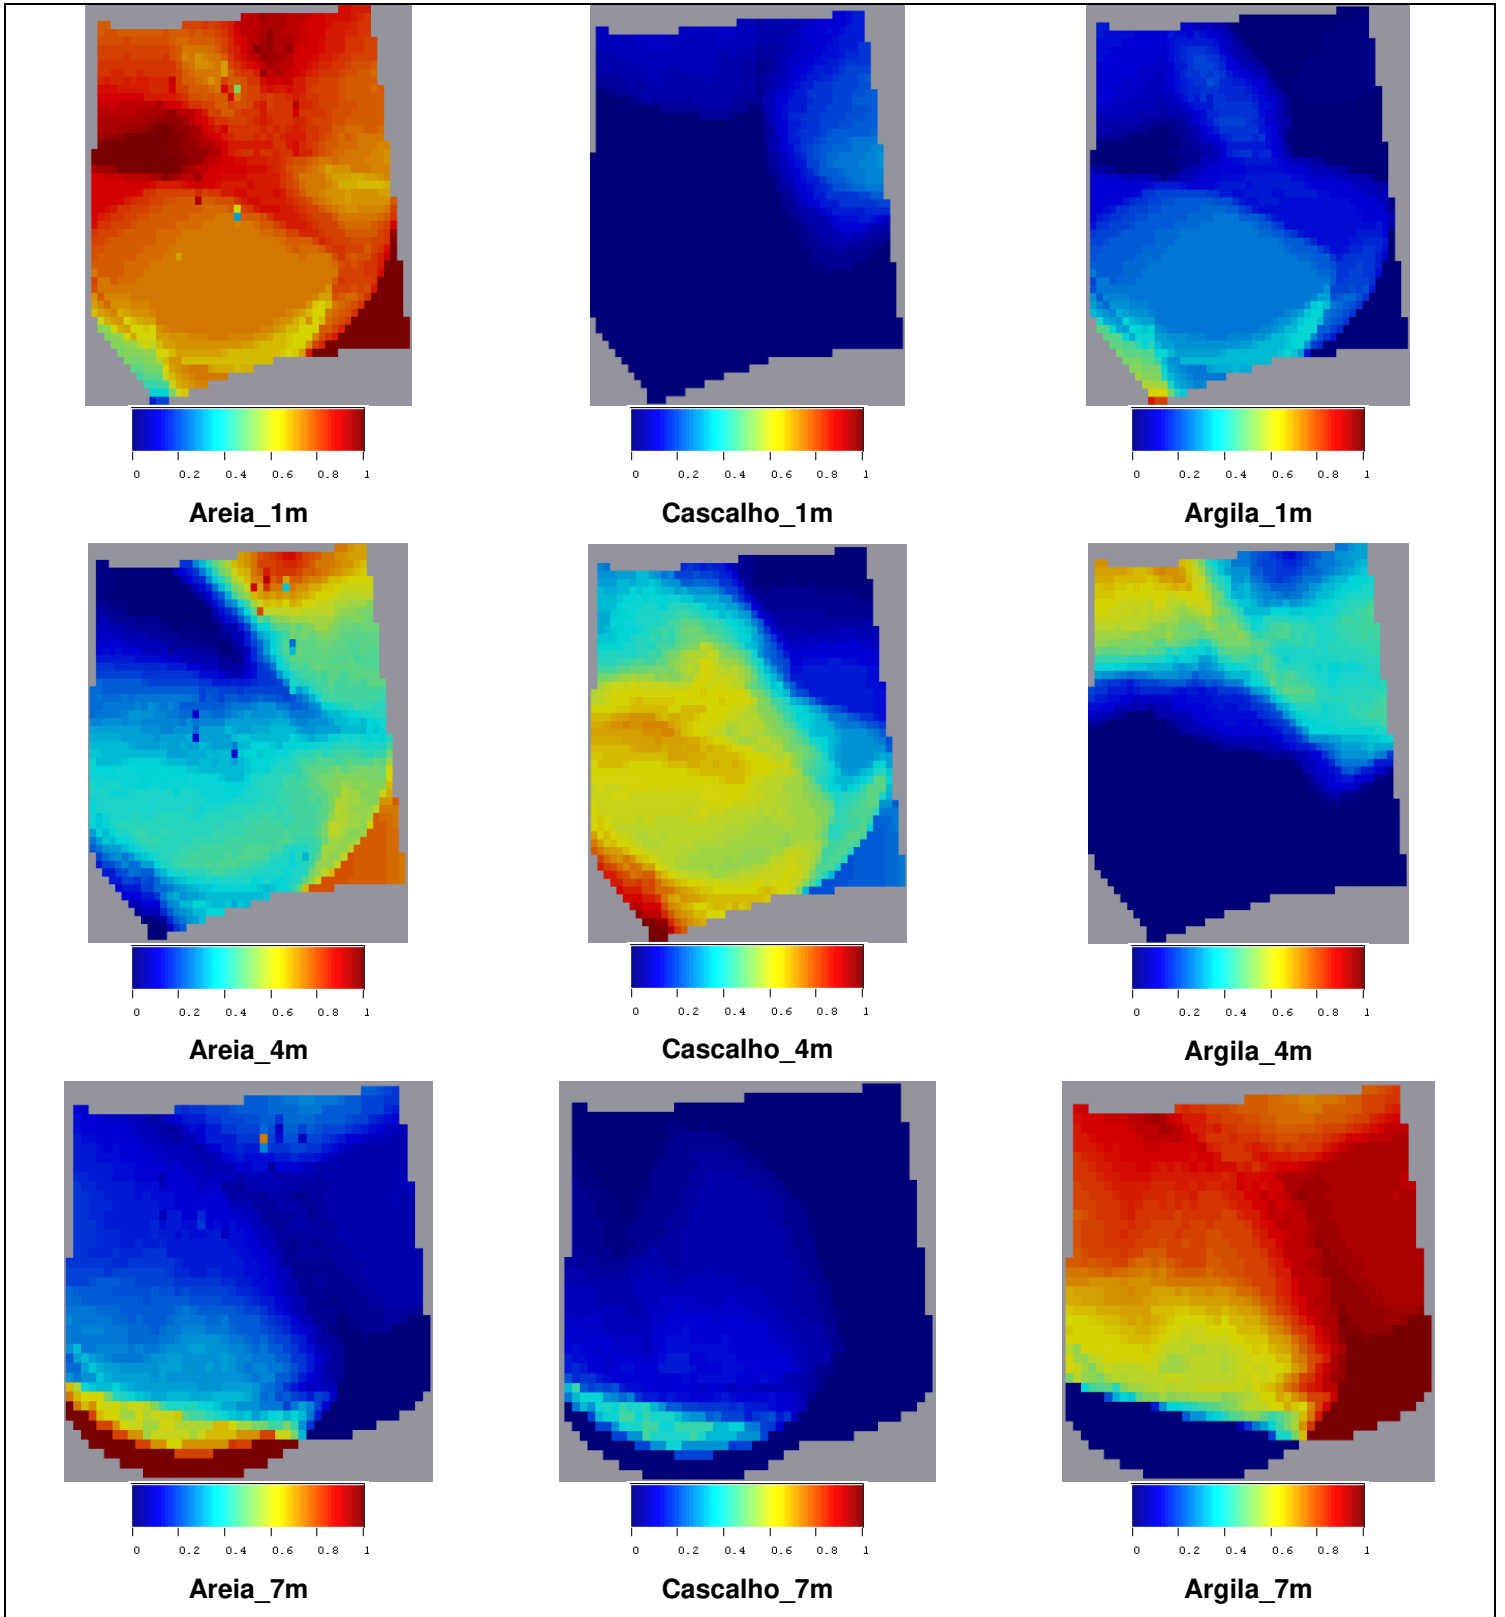 0 0.2 0.4 0.6 0.8 1 0 0.2 0.4 0.6 0.8 1 0 0.2 0.4 0.6 0.8 1
Areia_1m Cascalho_1m Argila_1m
0 0.2 0.4 0.6 0.8 1 0 0.2 0.4 0.6 0.8 1 0 0.2 0.4 0.6 0.8 1
Areia_4m Cascalho_4m Argila_4m
0 0.2 0.4 0.6 0.8 1 0 0.2 0.4 0.6 0.8 1 0 0.2 0.4 0.6 0.8 1
Areia_7m Cascalho_7m Argila_7m